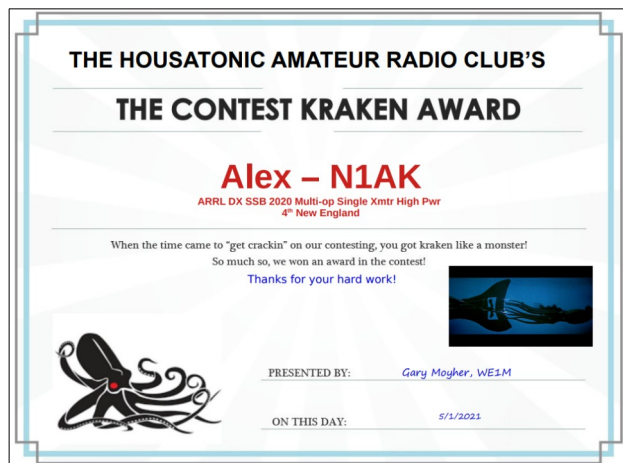 THE HOUSATONIC AMATEUR RADIO CLUB'S
THE CONTEST KRAKEN AWARD
Alex – N1AK
ARRL DX SSB 2020 Multi-op Single Xmtr High Pwr
4th New England
When the time came to "get crackin" on our contesting, you got kraken like a monster!
So much so, we won an award in the contest!
Thanks for your hard work!
PRESENTED BY: Gary Moyher, WE1M
ON THIS DAY: 5/1/2021